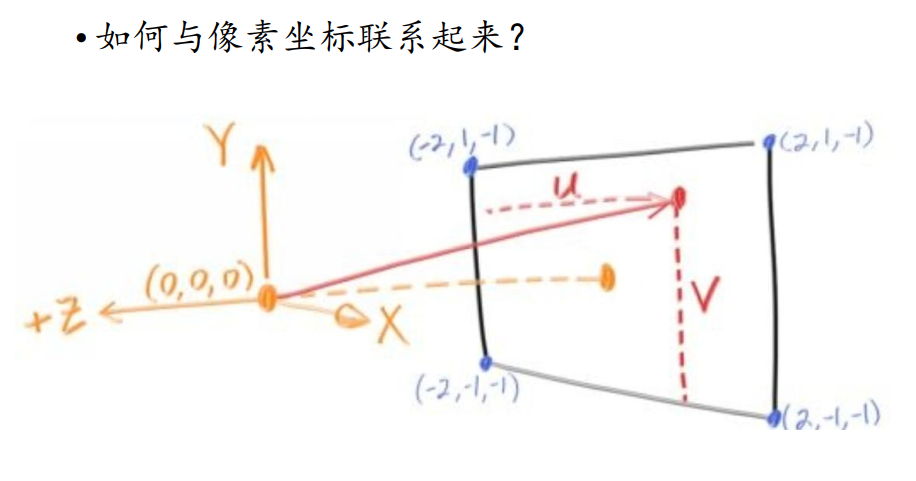 • 如何与像素坐标联系起来？
Y
(-2,1,-1)
(2,1,-1)
u
(0,0,0)
+Z
X
V
(-2,-1,-1)
(2,-1,-1)